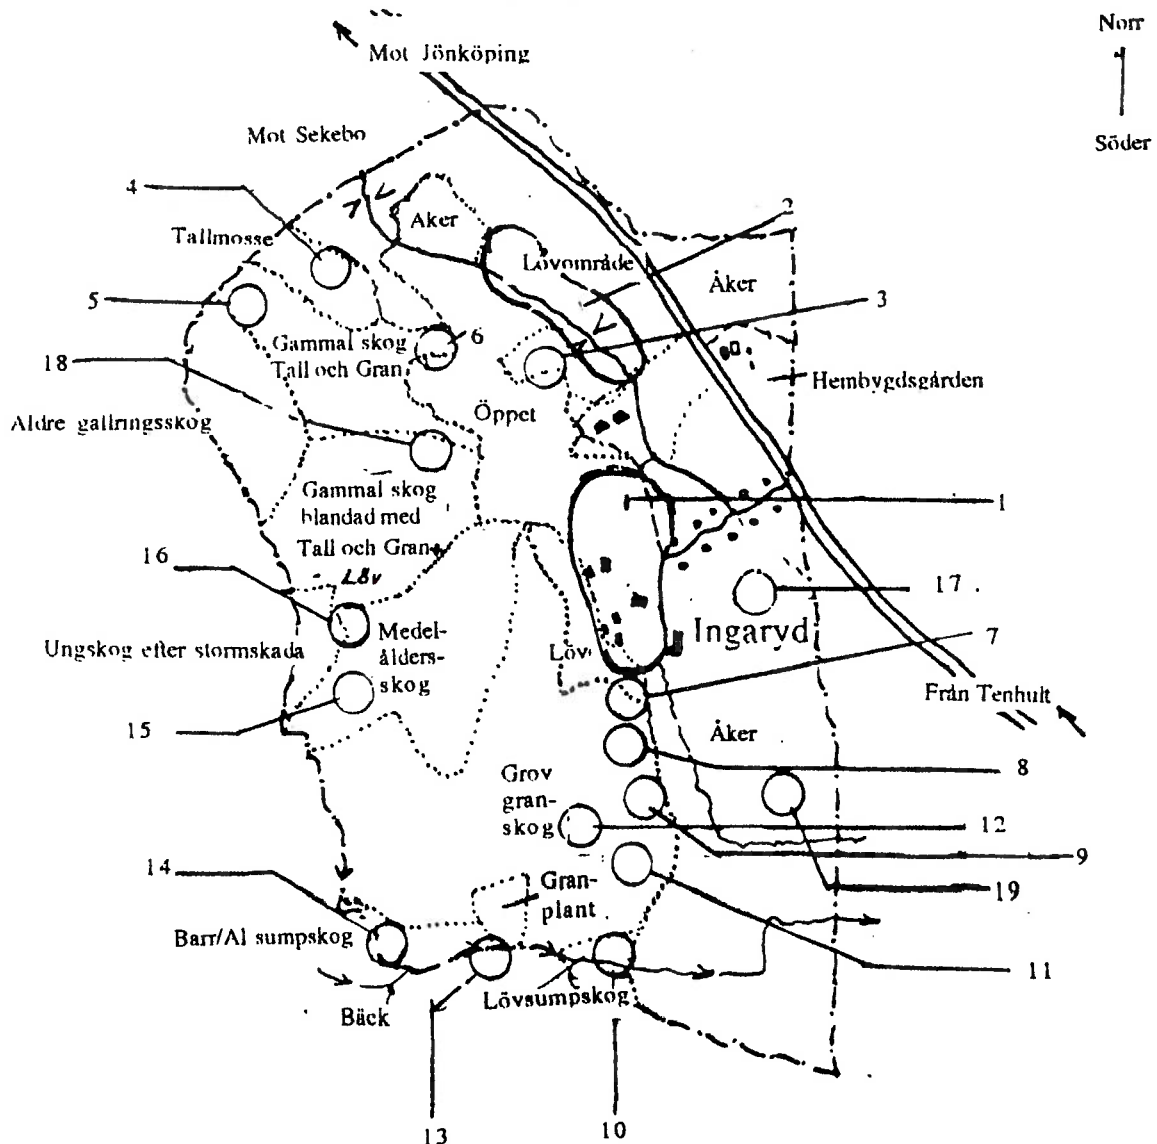 Norr
Mot Jönköping
Söder
Mot Sekebo
4
2
Åker
Tallmosse
Lövområde
Åker
5
3
6
Gammal skog
Tall och Gran
18
Hembygdsgården
Öppet
Äldre gallringsskog
Gammal skog
blandad med
Tall och Gran
Löv
1
16
17
Ungskog efter stormskada
Medel-
ålders-
skog
Löv
Ingaryd
7
Från Tenhult
15
Åker
8
Grov
gran-
skog
12
9
14
Gran-
plant
19
Barr/Al sumpskog
11
Lövsumpskog
Bäck
13
10